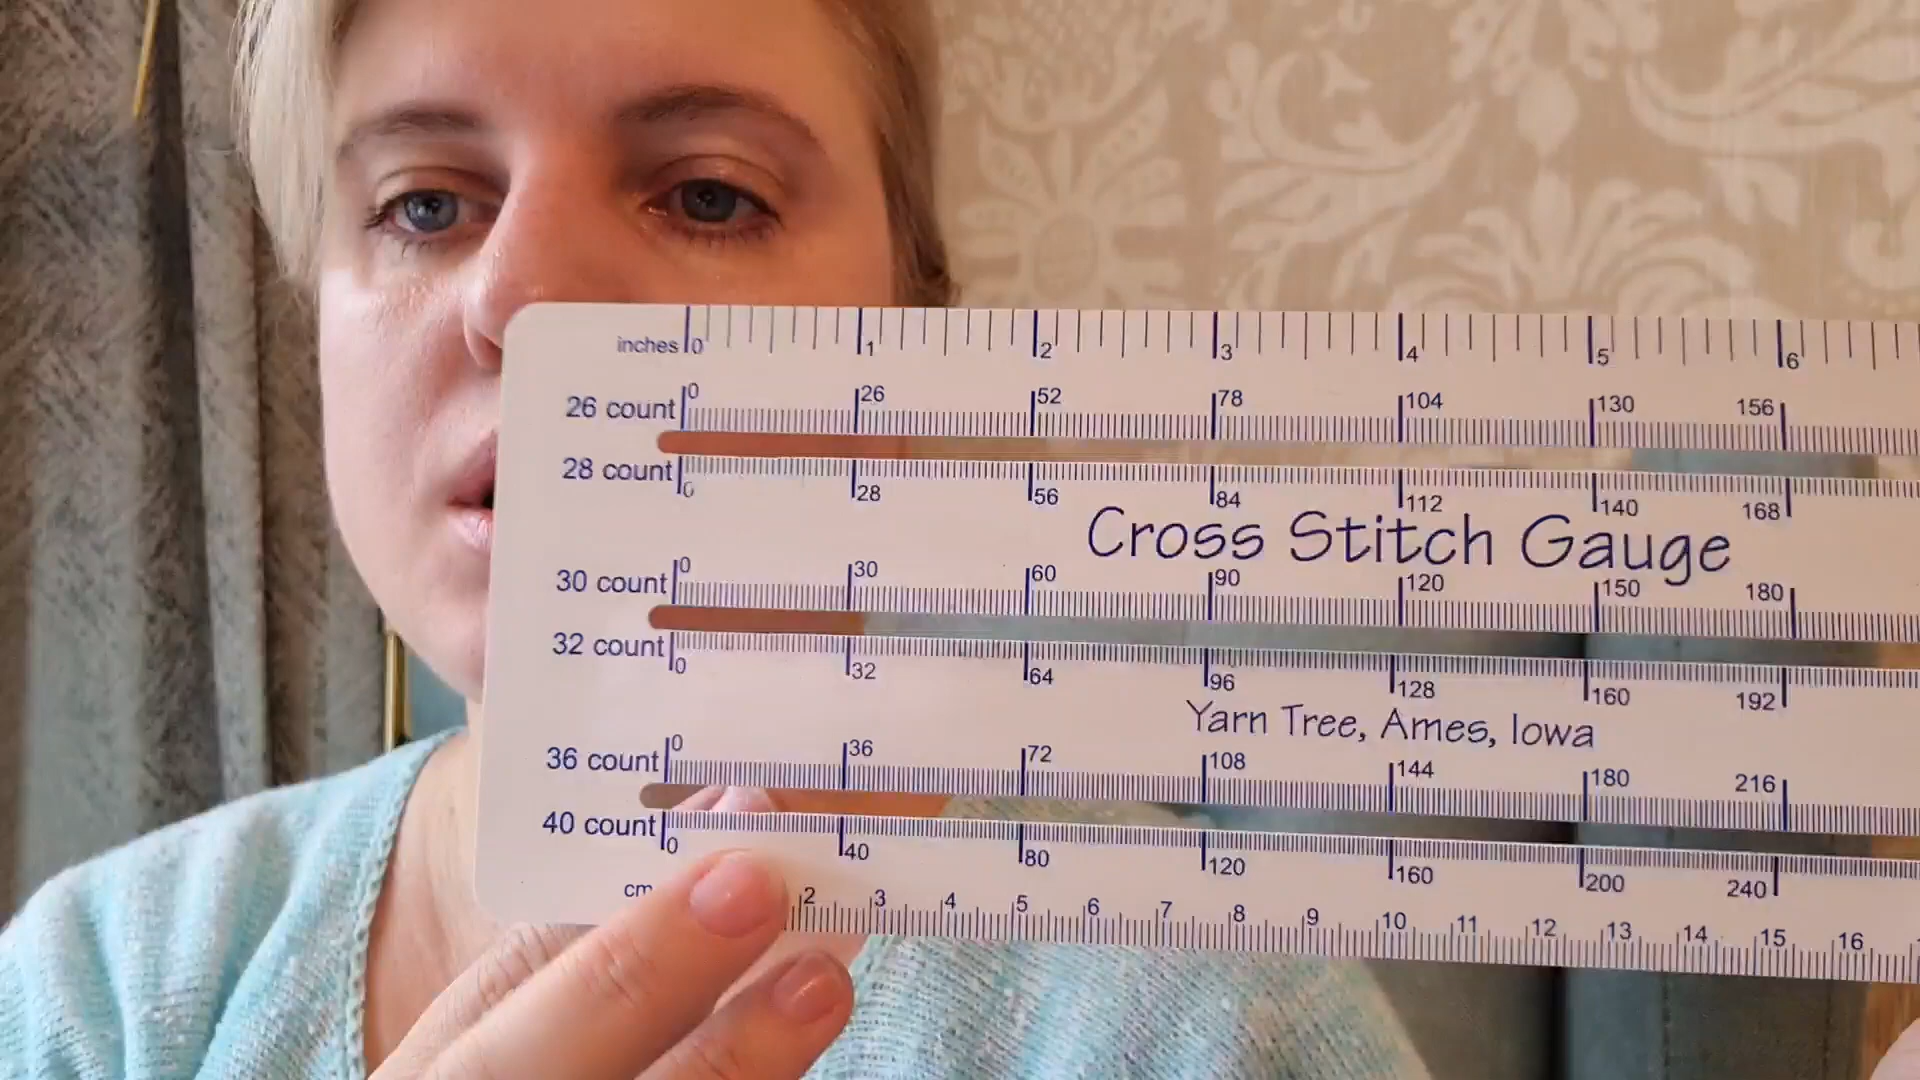 inches 0 1 2 3 4 5 6
26 count 0 26 52 78 104 130 156
28 count 0 28 56 84 112 140 168
Cross Stitch Gauge
30 count 0 30 60 90 120 150 180
32 count 0 32 64 96 128 160 192
Yarn Tree, Ames, Iowa
36 count 0 36 72 108 144 180 216
40 count 0 40 80 120 160 200 240
cm 2 3 4 5 6 7 8 9 10 11 12 13 14 15 16